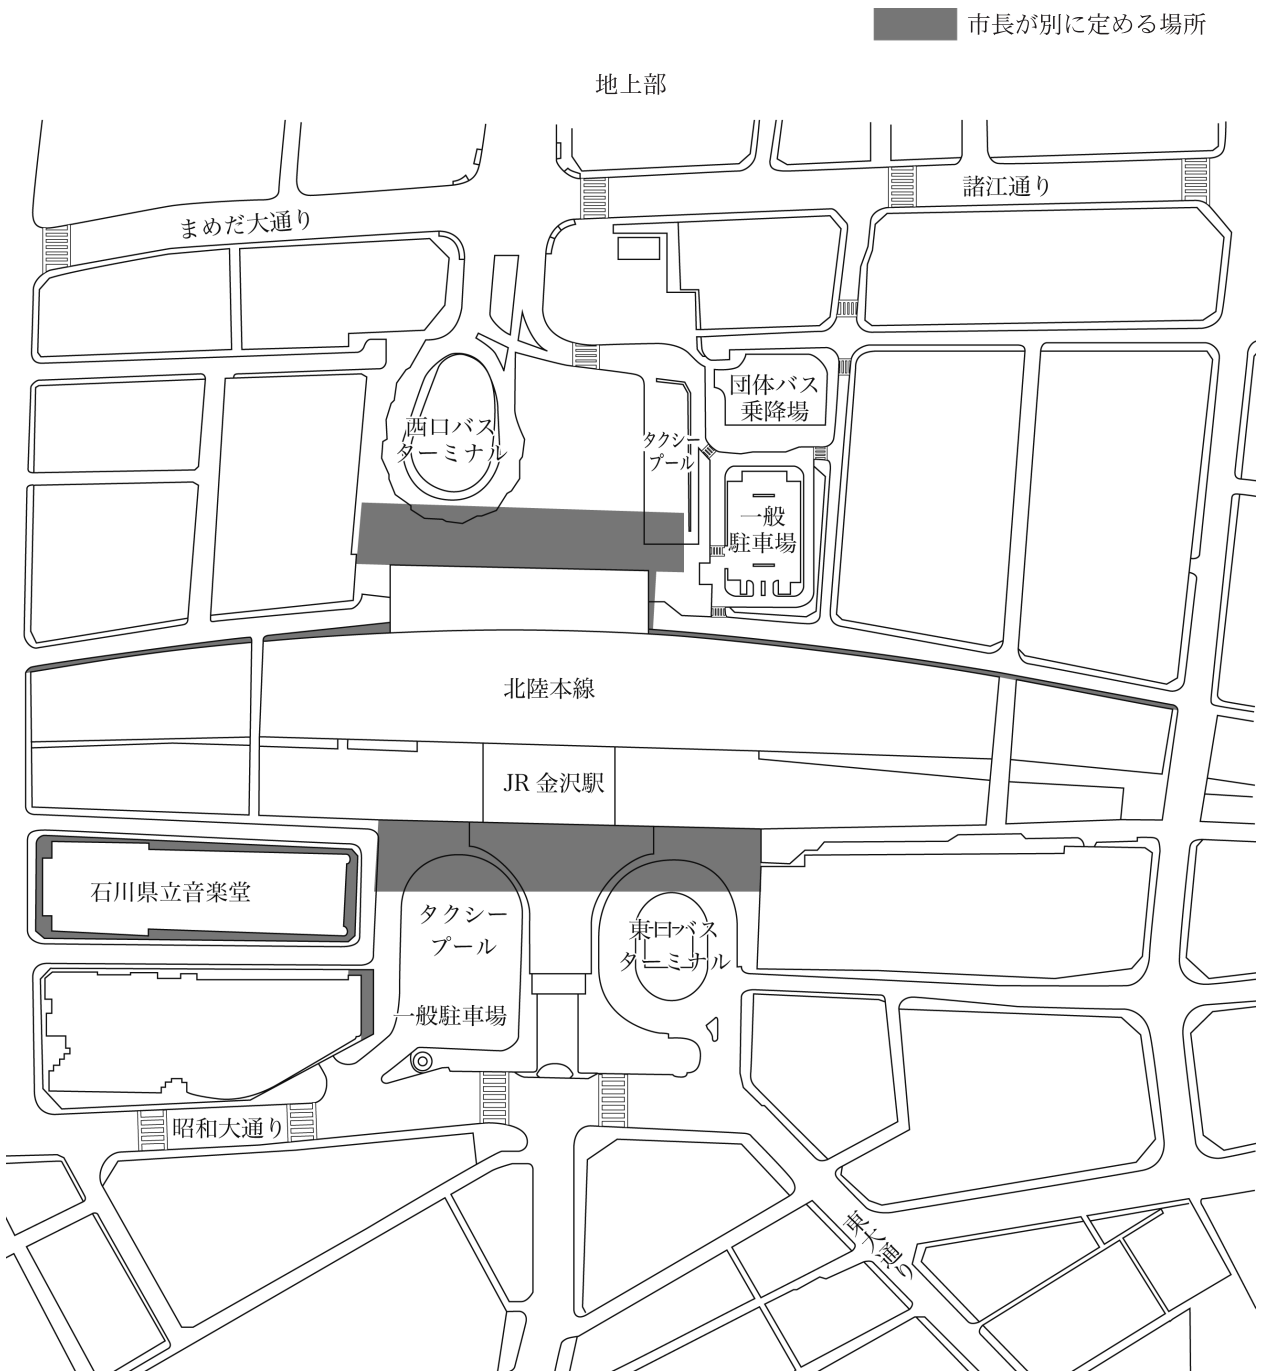 市長が別に定める場所
地上部
諸江通り
まめだ大通り
団体バス
乗降場
西口バス
ターミナル
タクシー
プール
一般
駐車場
北陸本線
JR 金沢駅
石川県立音楽堂
タクシー
プール
東口バス
ターミナル
一般駐車場
昭和大通り
東大通り